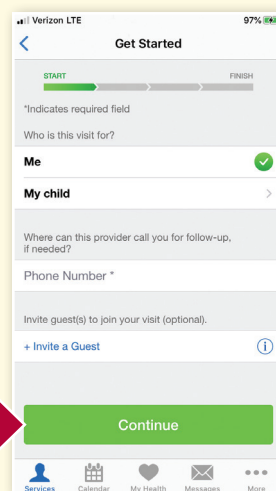 Verizon LTE 97%
Get Started
START FINISH
*Indicates required field
Who is this visit for?
Me
My child
Where can this provider call you for follow-up,
if needed?
Phone Number *
Invite guest(s) to join your visit (optional).
+ Invite a Guest
Continue
Services Calendar My Health Messages More